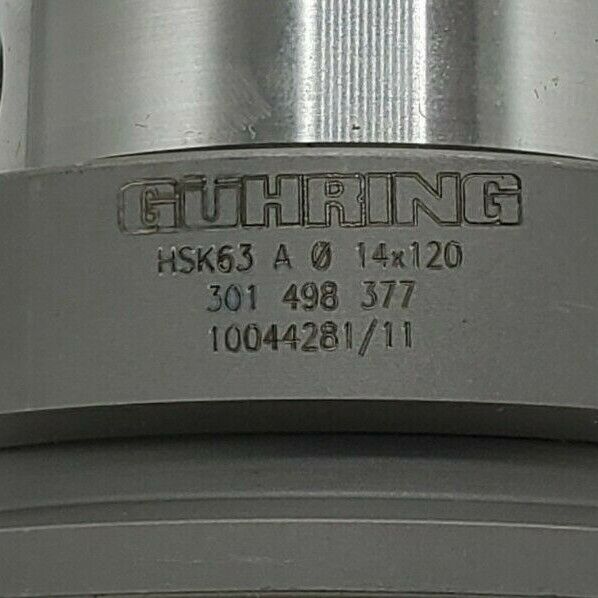 GÜHRING
HSK63 A Ø 14x120
301 498 377
10044281/11